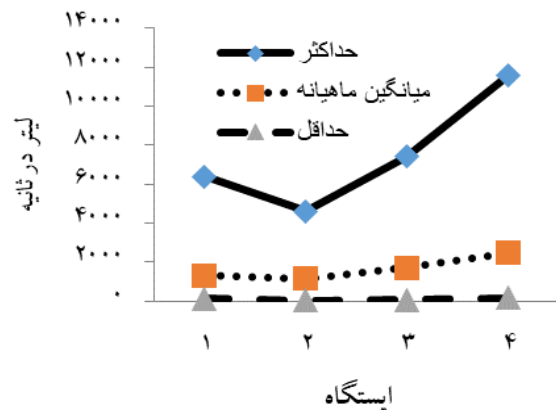 ۱۴۰۰۰
۱۲۰۰۰
۱۰۰۰۰
۸۰۰۰
۶۰۰۰
۴۰۰۰
۲۰۰۰
۰
لیتر در ثانیه
حداکثر
میانگین ماهیانه
حداقل
۱ ۲ ۳ ۴
ایستگاه